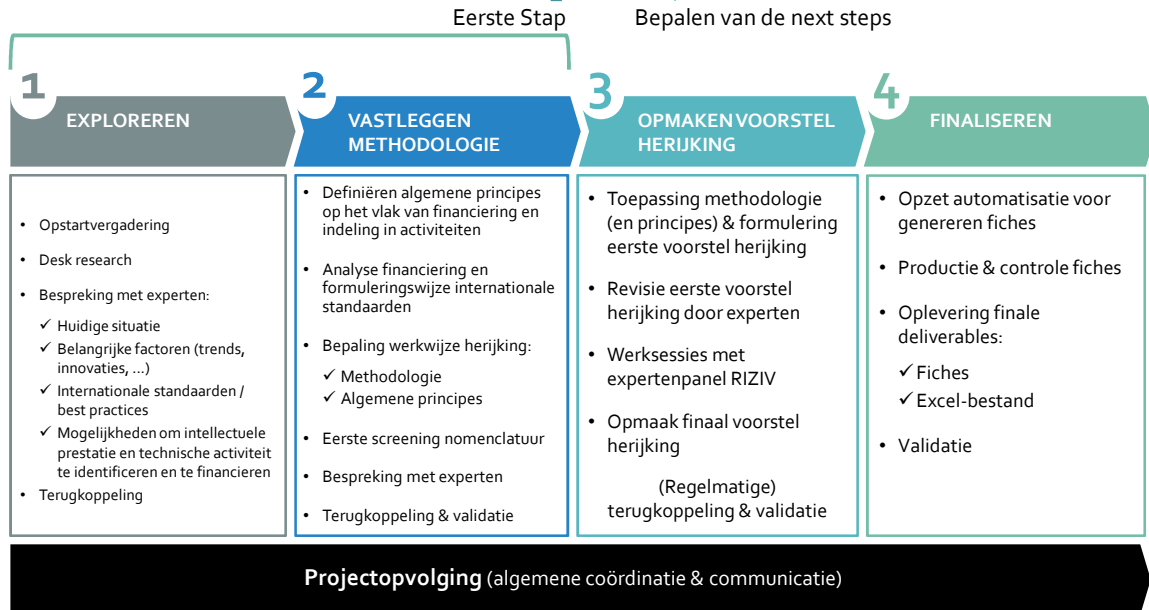 Eerste Stap
Bepalen van de next steps
1
EXPLOREREN
2
VASTLEGGEN
METHODOLOGIE
3
OPMAKEN VOORSTEL
HERIJKING
4
FINALISEREN
• Opstartvergadering
• Desk research
• Bespreking met experten:
✓ Huidige situatie
✓ Belangrijke factoren (trends,
innovaties, ...)
✓ Internationale standaarden /
best practices
✓ Mogelijkheden om intellectuele
prestatie en technische activiteit
te identificeren en te financieren
• Terugkoppeling
• Definiëren algemene principes
op het vlak van financiering en
indeling in activiteiten
• Analyse financiering en
formuleringswijze internationale
standaarden
• Bepaling werkwijze herijking:
✓ Methodologie
✓ Algemene principes
• Eerste screening nomenclatuur
• Bespreking met experten
• Terugkoppeling & validatie
• Toepassing methodologie
(en principes) & formulering
eerste voorstel herijking
• Revisie eerste voorstel
herijking door experten
• Werksessies met
expertenpanel RIZIV
• Opmaak finaal voorstel
herijking
(Regelmatige)
terugkoppeling & validatie
• Opzet automatisatie voor
genereren fiches
• Productie & controle fiches
• Oplevering finale
deliverables:
✓ Fiches
✓ Excel-bestand
• Validatie
Projectopvolging (algemene coördinatie & communicatie)